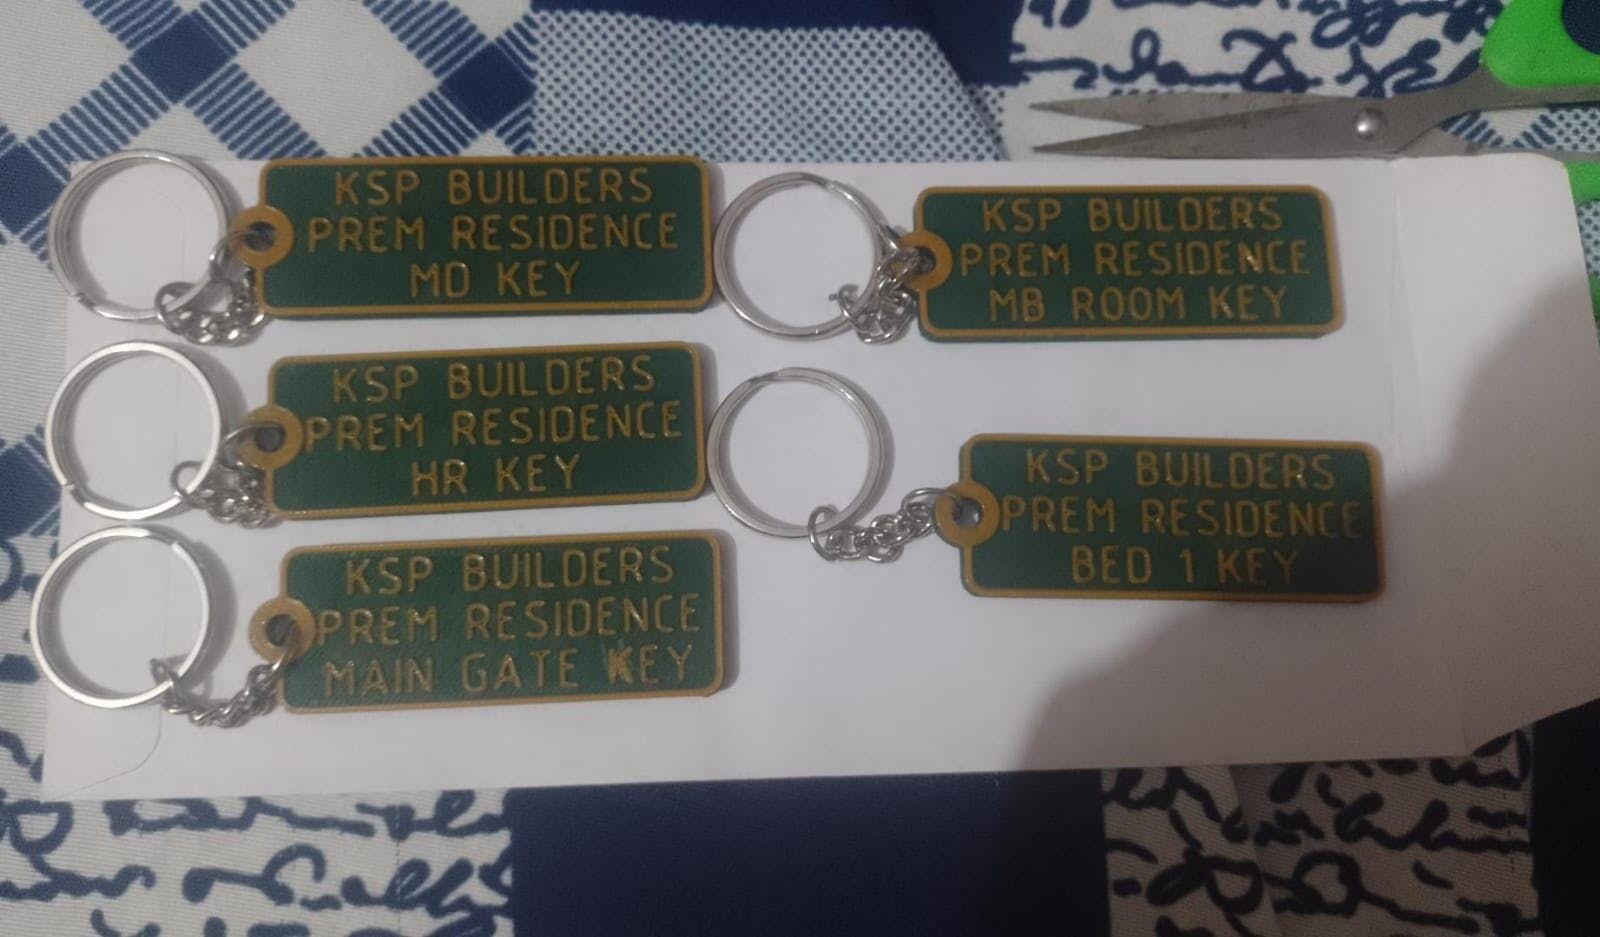 KSP BUILDERS
PREM RESIDENCE
MD KEY
KSP BUILDERS
PREM RESIDENCE
HR KEY
KSP BUILDERS
PREM RESIDENCE
MAIN GATE KEY
KSP BUILDERS
PREM RESIDENCE
MB ROOM KEY
KSP BUILDERS
PREM RESIDENCE
BED 1 KEY